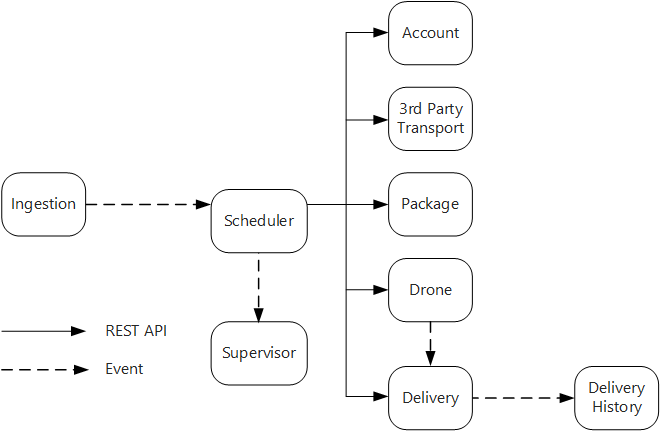 Account
3rd Party
Transport
Ingestion
Scheduler
Package
Drone
REST API
Supervisor
Event
Delivery
Delivery
History